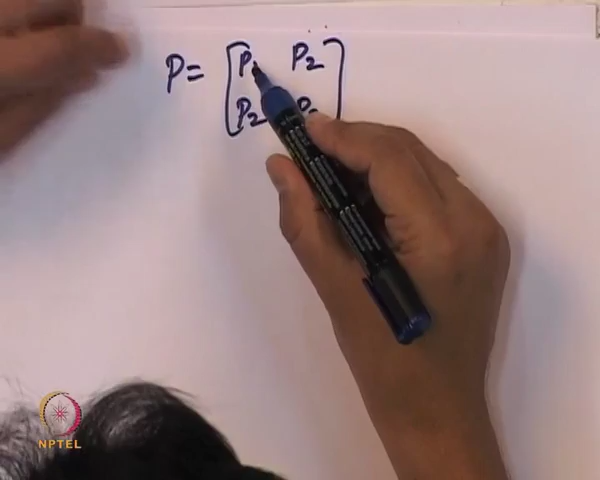 P = [ P₁ P₂
P₂
NPTEL